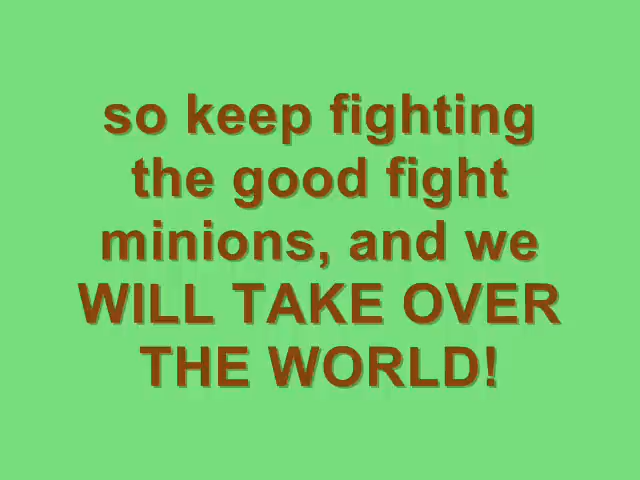 so keep fighting
the good fight
minions, and we
WILL TAKE OVER
THE WORLD!